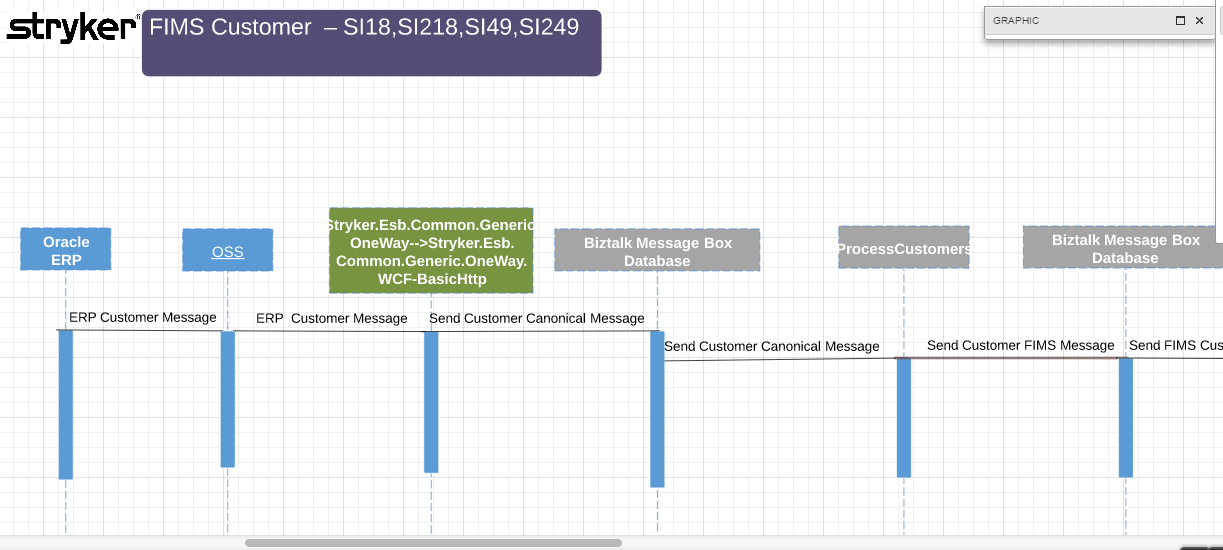 stryker
FIMS Customer – SI18,SI218,SI49,SI249
GRAPHIC
Oracle
ERP
OSS
Stryker.Esb.Common.Generic
OneWay-->Stryker.Esb.
Common.Generic.OneWay.
WCF-BasicHttp
Biztalk Message Box
Database
ProcessCustomers
Biztalk Message Box
Database
ERP Customer Message
ERP Customer Message
Send Customer Canonical Message
Send Customer Canonical Message
Send Customer FIMS Message
Send FIMS Cus